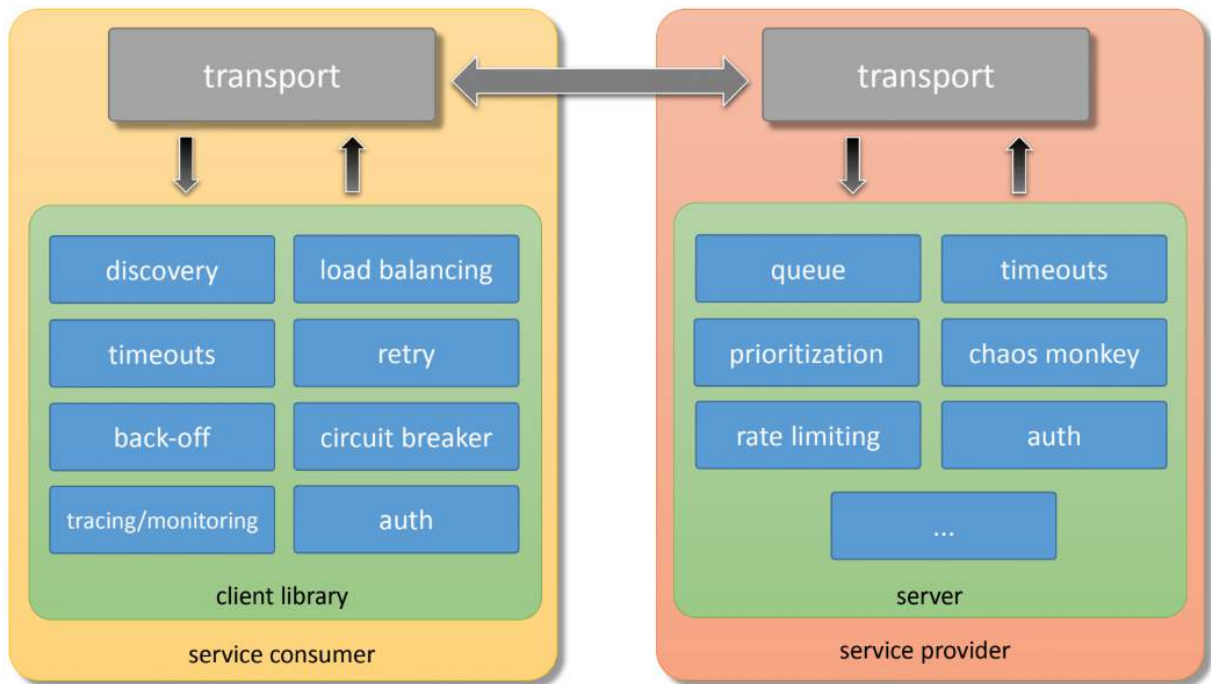 transport
transport
discovery
load balancing
timeouts
retry
back-off
circuit breaker
tracing/monitoring
auth
client library
service consumer
queue
timeouts
prioritization
chaos monkey
rate limiting
auth
...
server
service provider